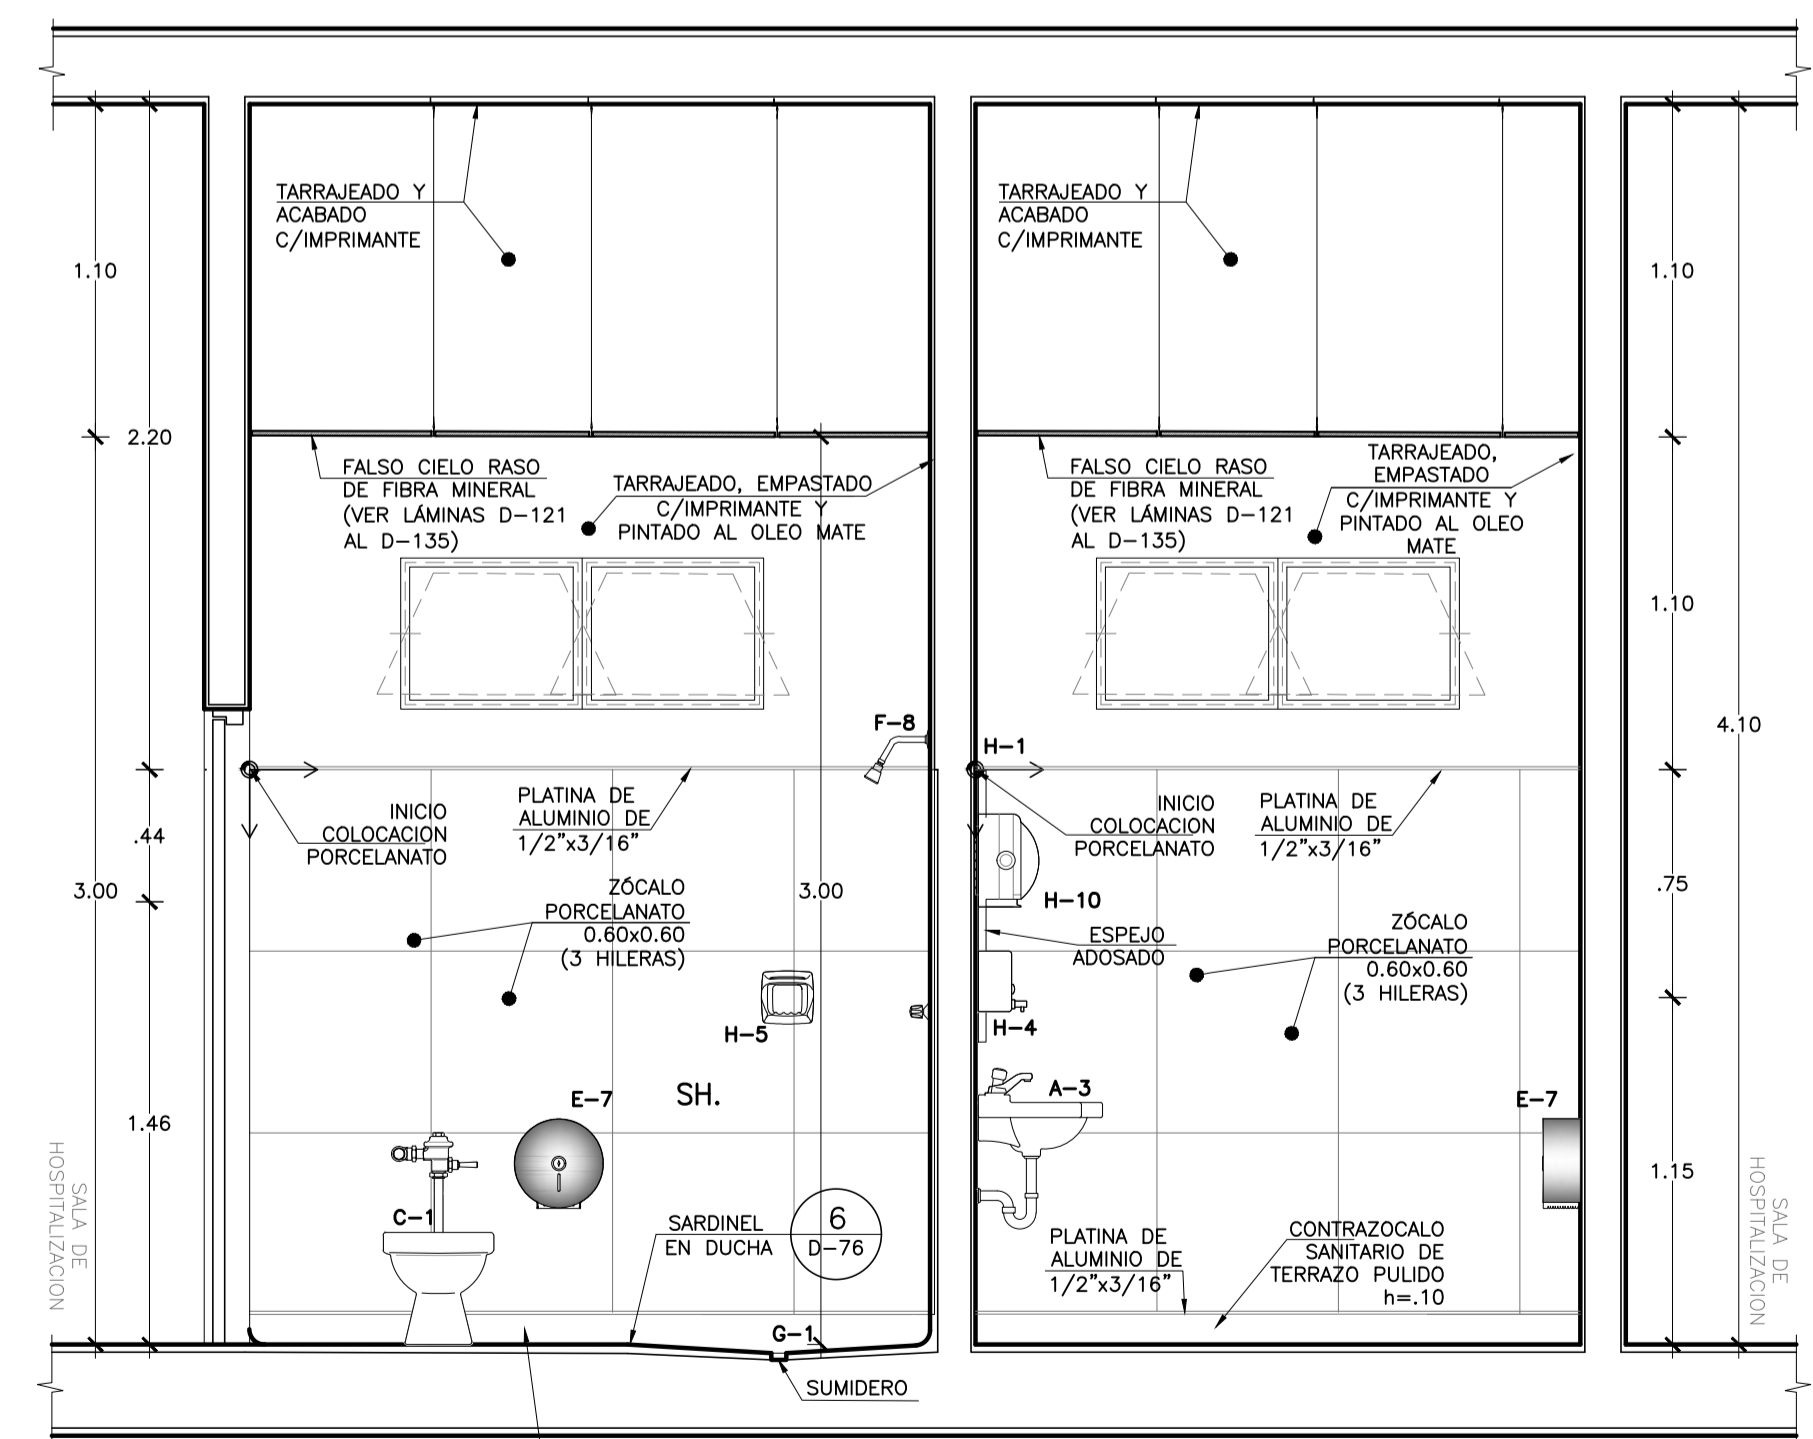 TARRAJEADO Y
ACABADO
C/IMPRIMANTE
TARRAJEADO Y
ACABADO
C/IMPRIMANTE
1.10
1.10
2.20
FALSO CIELO RASO
DE FIBRA MINERAL
(VER LÁMINAS D-121
AL D-135)
TARRAJEADO, EMPASTADO
C/IMPRIMANTE Y
PINTADO AL OLEO MATE
FALSO CIELO RASO
DE FIBRA MINERAL
(VER LÁMINAS D-121
AL D-135)
TARRAJEADO,
EMPASTADO
C/IMPRIMANTE Y
PINTADO AL OLEO
MATE
1.10
F-8
H-1
4.10
INICIO
COLOCACION
PORCELANATO
PLATINA DE
ALUMINIO DE
1/2"x3/16"
INICIO
COLOCACION
PORCELANATO
PLATINA DE
ALUMINIO DE
1/2"x3/16"
.44
3.00
ZÓCALO
PORCELANATO
0.60x0.60
(3 HILERAS)
3.00
H-10
ESPEJO
ADOSADO
ZÓCALO
PORCELANATO
0.60x0.60
(3 HILERAS)
.75
H-5
H-4
1.46
E-7
SH.
A-3
E-7
1.15
SALA DE
HOSPITALIZACION
C-1
SARDINEL
EN DUCHA
6
D-76
PLATINA DE
ALUMINIO DE
1/2"x3/16"
CONTRAZOCALO
SANITARIO DE
TERRAZO PULIDO
h=.10
SALA DE
HOSPITALIZACION
G-1
SUMIDERO